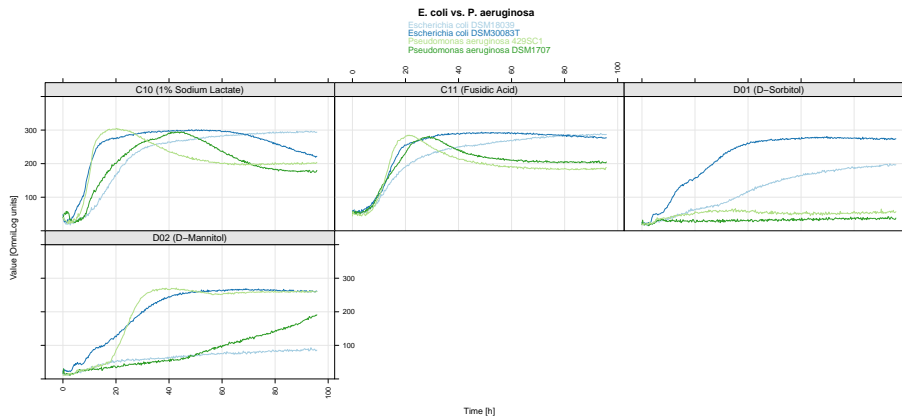 E. coli vs. P. aeruginosa
Escherichia coli DSM18039
Escherichia coli DSM30083T
Pseudomonas aeruginosa 429SC1
Pseudomonas aeruginosa DSM1707
0 20 40 60 80 100
C10 (1% Sodium Lactate)
C11 (Fusidic Acid)
D01 (D−Sorbitol)
300
200
100
D02 (D−Mannitol)
300
200
100
0 20 40 60 80 100
Value [OmniLog units]
Time [h]